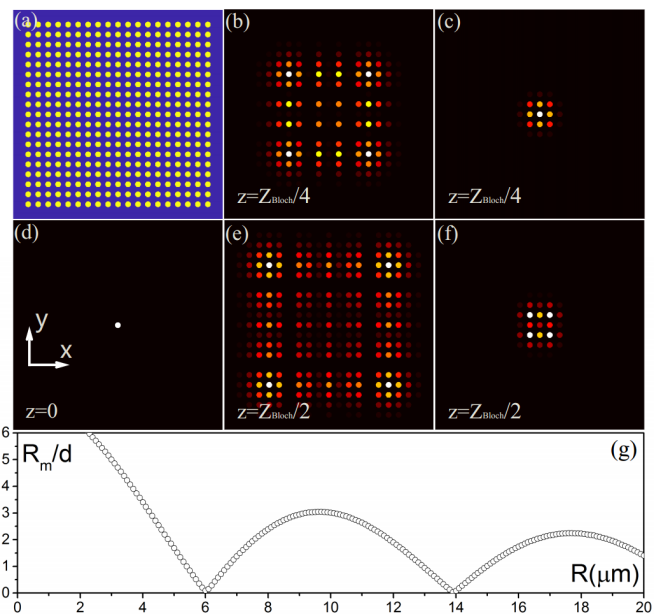 (a)
(b)
(c)
z=Z_Bloch/4
z=Z_Bloch/4
(d)
(e)
(f)
y
x
z=0
z=Z_Bloch/2
z=Z_Bloch/2
6
5
4
3
2
1
0
R_m/d
(g)
R(μm)
0 2 4 6 8 10 12 14 16 18 20